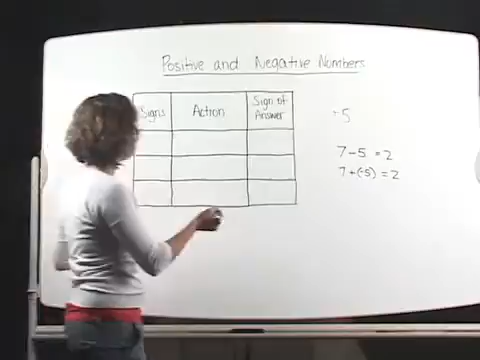 Positive and Negative Numbers
Signs Action Sign of Answer
-5
7-5 = 2
7+(-5) = 2